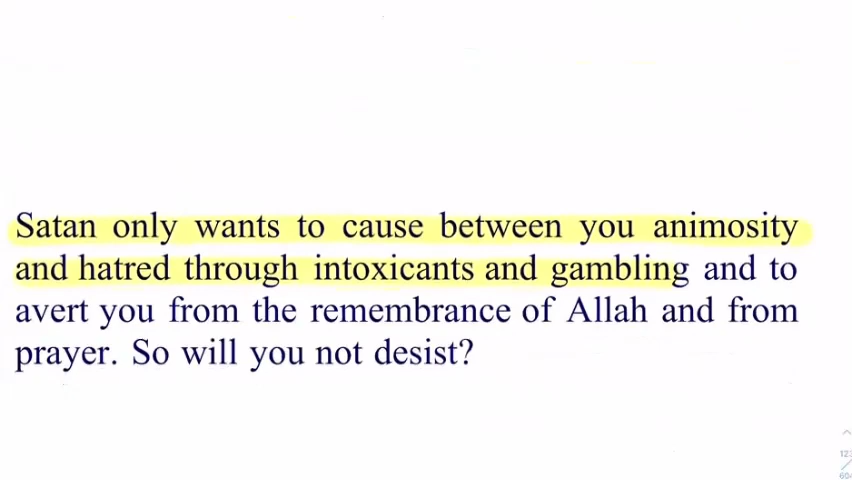 Satan only wants to cause between you animosity
and hatred through intoxicants and gambling and to
avert you from the remembrance of Allah and from
prayer. So will you not desist?